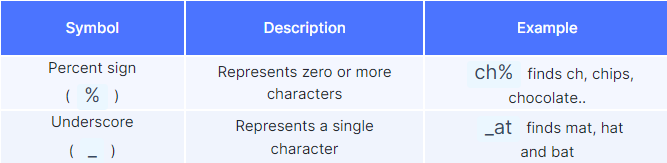 Symbol Description Example
Percent sign
( % )
Represents zero or more
characters
ch% finds ch, chips,
chocolate..
Underscore
( _ )
Represents a single
character
_at finds mat, hat
and bat